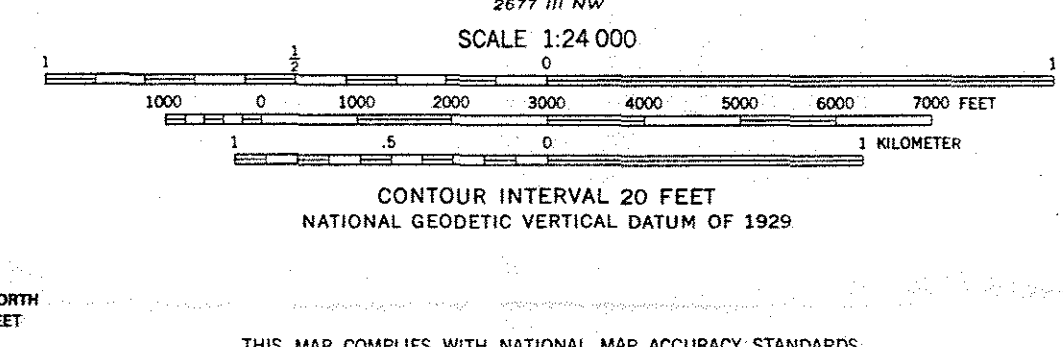 2677 III NW
SCALE 1:24 000
1 1/2 0 1
1000 0 1000 2000 3000 4000 5000 6000 7000 FEET
1 .5 0 1 KILOMETER
CONTOUR INTERVAL 20 FEET
NATIONAL GEODETIC VERTICAL DATUM OF 1929
ORTH
EET
THIS MAP COMPLIES WITH NATIONAL MAP ACCURACY STANDARDS